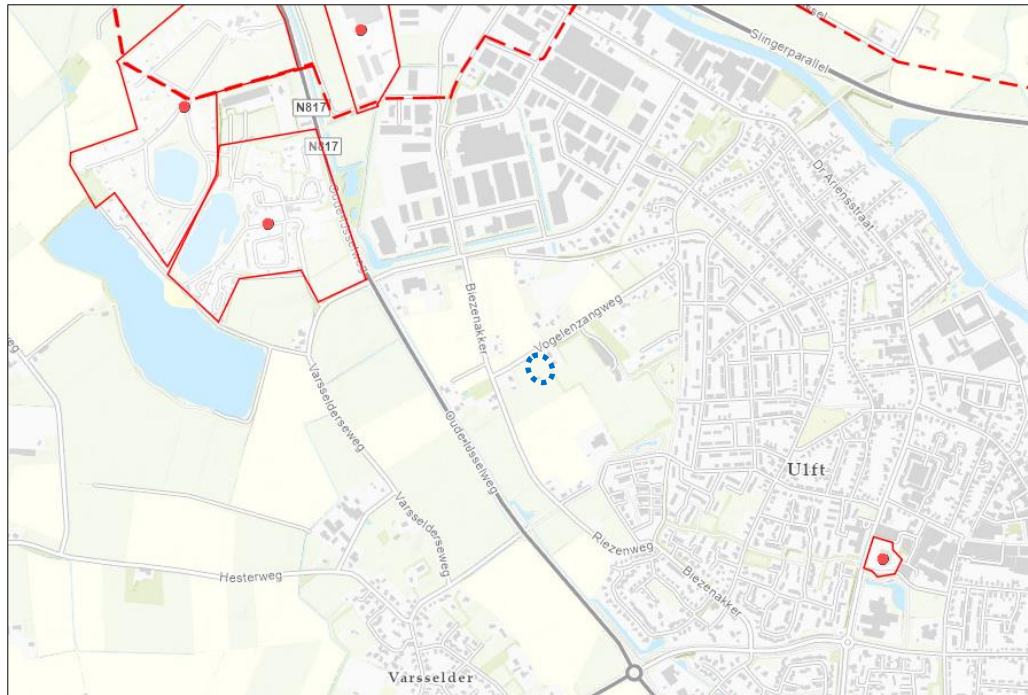 Slingerparallel
N817
N817
Dr Ariensstraat
Oude IJsselweg
Biezenakker
Vogelenzangweg
Varsselderseweg
Oude IJsselweg
Ulft
Varsselderseweg
Riezenweg
Hesterweg
Biezenakker
Varsselder